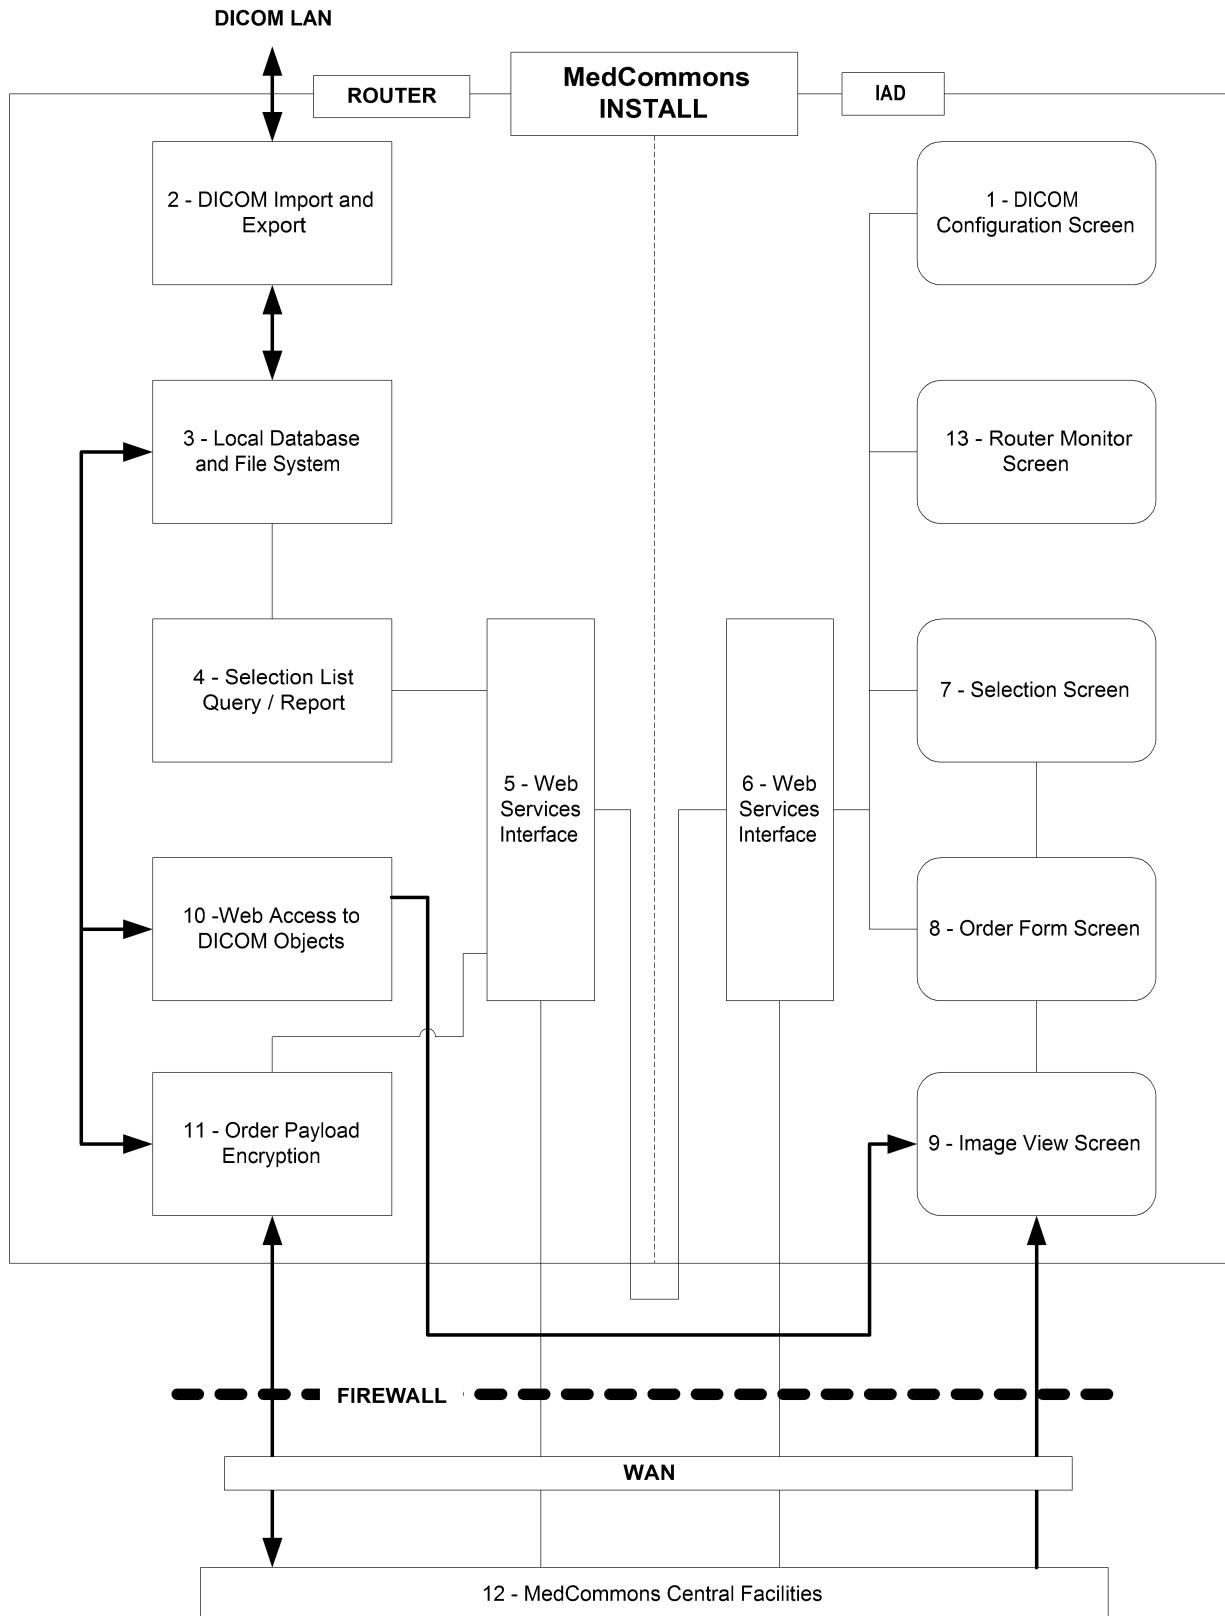 DICOM LAN
MedCommons
INSTALL
ROUTER
IAD
2 - DICOM Import and
Export
1 - DICOM
Configuration Screen
3 - Local Database
and File System
13 - Router Monitor
Screen
4 - Selection List
Query / Report
7 - Selection Screen
5 - Web
Services
Interface
6 - Web
Services
Interface
10 -Web Access to
DICOM Objects
8 - Order Form Screen
11 - Order Payload
Encryption
9 - Image View Screen
FIREWALL
WAN
12 - MedCommons Central Facilities